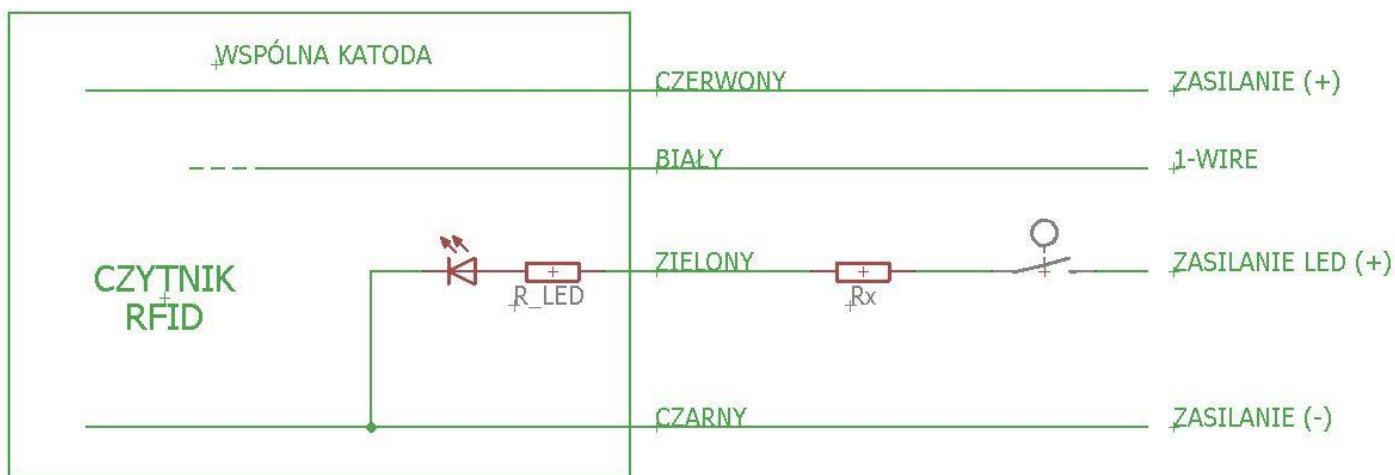 WSPÓLNA KATODA
CZERWONY
ZASILANIE (+)
BIAŁY
1-WIRE
CZYTNIK
RFID
R_LED
ZIELONY
Rx
ZASILANIE LED (+)
CZARNY
ZASILANIE (-)